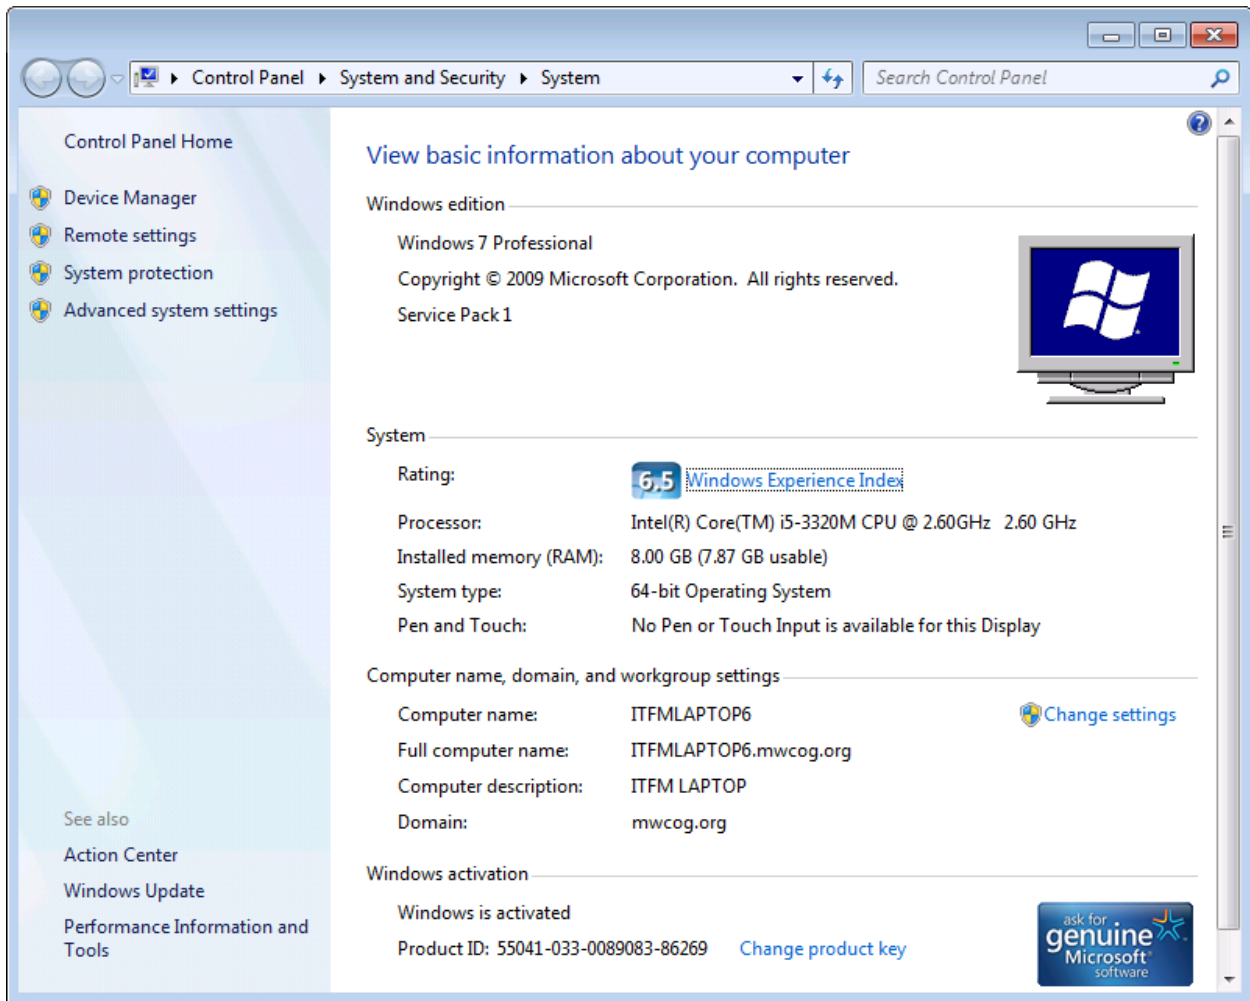 Control Panel ▸ System and Security ▸ System
Search Control Panel
Control Panel Home
Device Manager
Remote settings
System protection
Advanced system settings
See also
Action Center
Windows Update
Performance Information and
Tools
View basic information about your computer
Windows edition
Windows 7 Professional
Copyright © 2009 Microsoft Corporation. All rights reserved.
Service Pack 1
System
Rating: 6.5 Windows Experience Index
Processor: Intel(R) Core(TM) i5-3320M CPU @ 2.60GHz 2.60 GHz
Installed memory (RAM): 8.00 GB (7.87 GB usable)
System type: 64-bit Operating System
Pen and Touch: No Pen or Touch Input is available for this Display
Computer name, domain, and workgroup settings
Computer name: ITFMLAPTOP6 Change settings
Full computer name: ITFMLAPTOP6.mwcog.org
Computer description: ITFM LAPTOP
Domain: mwcog.org
Windows activation
Windows is activated
Product ID: 55041-033-0089083-86269 Change product key
ask for
genuine
Microsoft
software